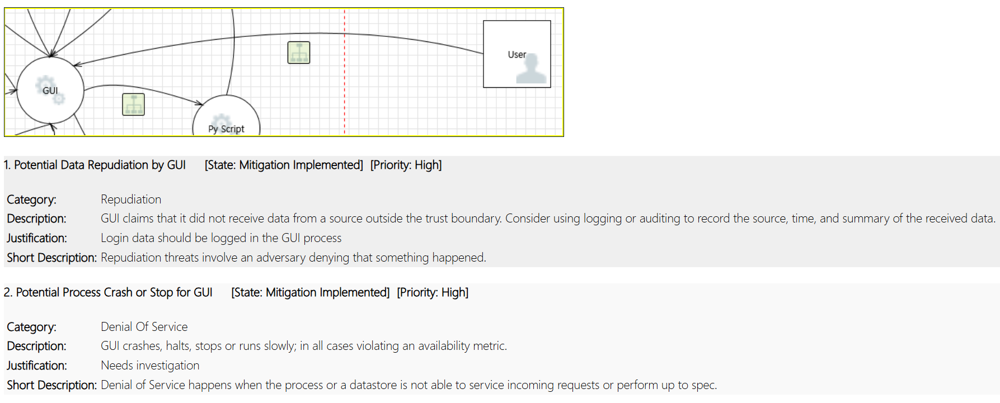 User
GUI
Py Script
1. Potential Data Repudiation by GUI [State: Mitigation Implemented] [Priority: High]
Category: Repudiation
Description: GUI claims that it did not receive data from a source outside the trust boundary. Consider using logging or auditing to record the source, time, and summary of the received data.
Justification: Login data should be logged in the GUI process
Short Description: Repudiation threats involve an adversary denying that something happened.
2. Potential Process Crash or Stop for GUI [State: Mitigation Implemented] [Priority: High]
Category: Denial Of Service
Description: GUI crashes, halts, stops or runs slowly; in all cases violating an availability metric.
Justification: Needs investigation
Short Description: Denial of Service happens when the process or a datastore is not able to service incoming requests or perform up to spec.